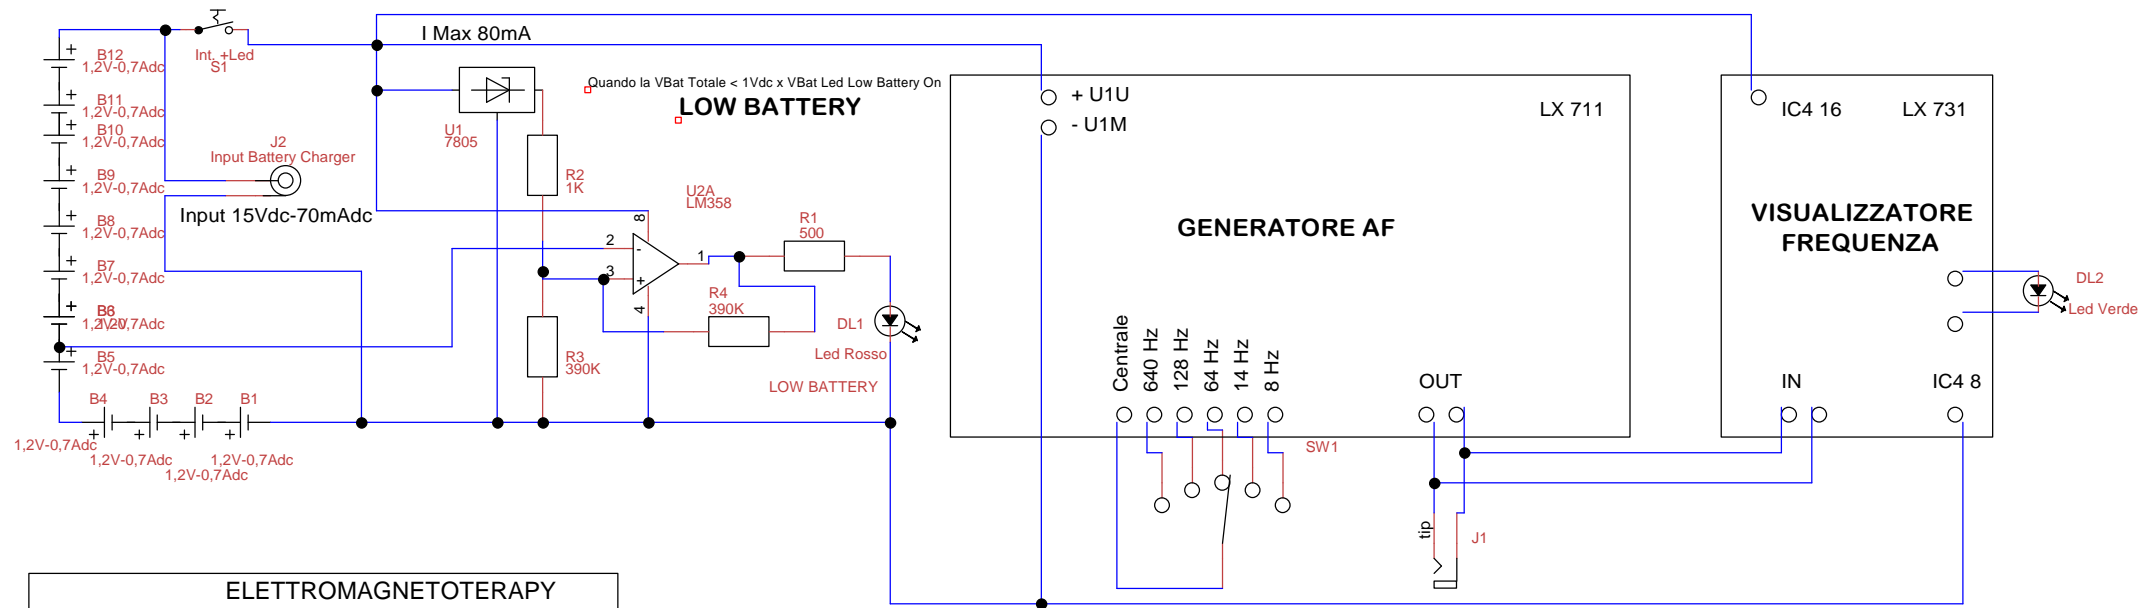 I Max 80mA
Int. +Led
S1
B12
1,2V-0,7Adc
B11
1,2V-0,7Adc
B10
1,2V-0,7Adc
B9
1,2V-0,7Adc
B8
1,2V-0,7Adc
B7
1,2V-0,7Adc
B6
1,2V-0,7Adc
B5
1,2V-0,7Adc
B4
1,2V-0,7Adc
B3
1,2V-0,7Adc
B2
1,2V-0,7Adc
B1
1,2V-0,7Adc
J2
Input Battery Charger
Input 15Vdc-70mAdc
U1
7805
Quando la VBat Totale < 1Vdc x VBat Led Low Battery On
LOW BATTERY
R2
1K
U2A
LM358
8
2
-
1
3
+
4
R1
500
R4
390K
R3
390K
DL1
Led Rosso
LOW BATTERY
+ U1U
- U1M
LX 711
GENERATORE AF
Centrale
640 Hz
128 Hz
64 Hz
14 Hz
8 Hz
OUT
SW1
tip
J1
IC4 16
LX 731
VISUALIZZATORE
FREQUENZA
IN
IC4 8
DL2
Led Verde
ELETTROMAGNETOTERAPY